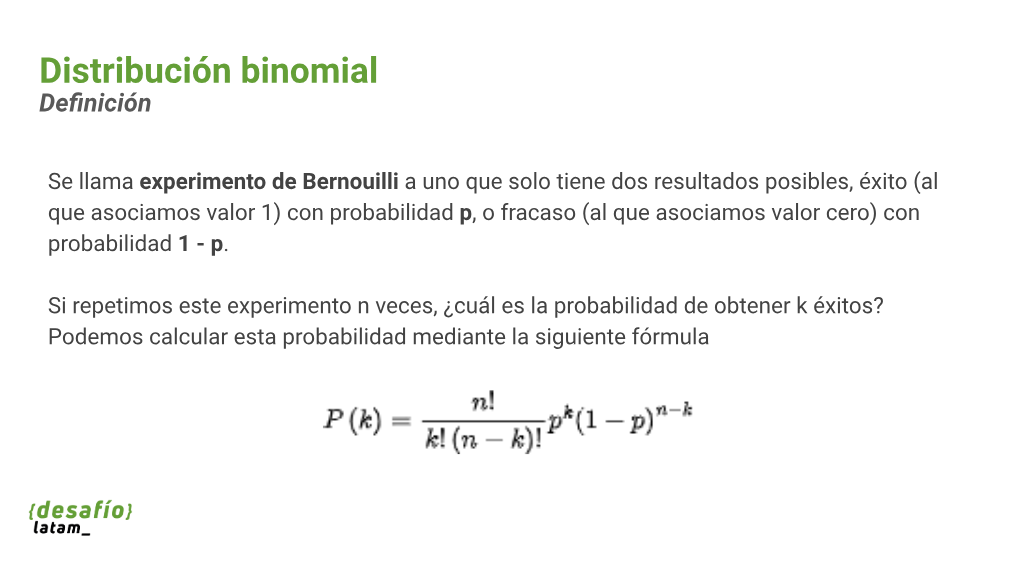 Distribución binomial
Definición
Se llama experimento de Bernouilli a uno que solo tiene dos resultados posibles, éxito (al
que asociamos valor 1) con probabilidad p, o fracaso (al que asociamos valor cero) con
probabilidad 1 - p.
Si repetimos este experimento n veces, ¿cuál es la probabilidad de obtener k éxitos?
Podemos calcular esta probabilidad mediante la siguiente fórmula
P (k) = n! / k! (n − k)! p^k (1 − p)^{n−k}
{desafío}
latam_